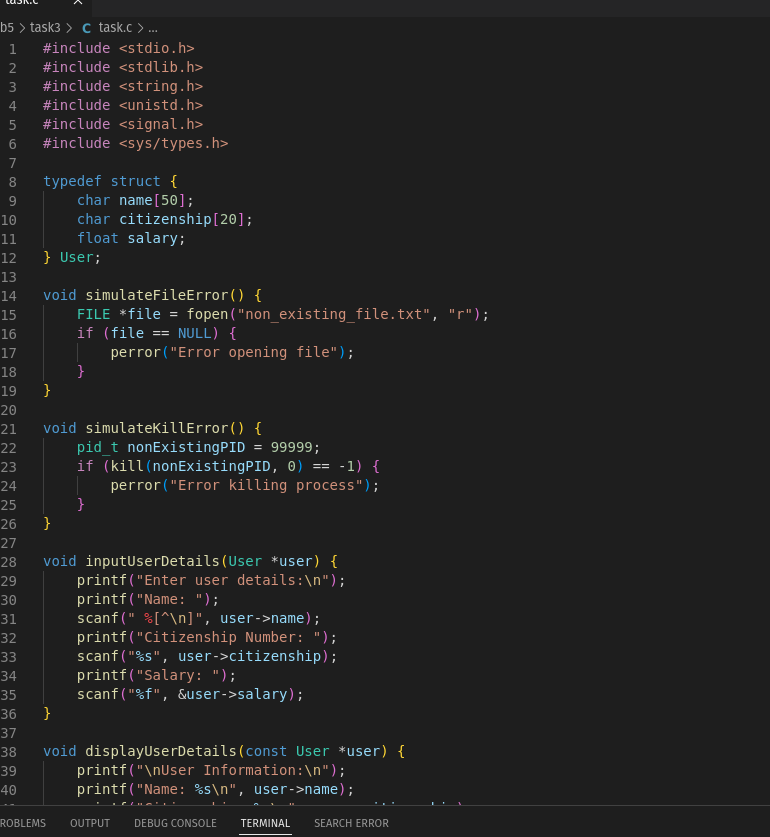 task.c
b5 > task3 > C task.c > ...
1 #include <stdio.h>
2 #include <stdlib.h>
3 #include <string.h>
4 #include <unistd.h>
5 #include <signal.h>
6 #include <sys/types.h>
7
8 typedef struct {
9     char name[50];
10     char citizenship[20];
11     float salary;
12 } User;
13
14 void simulateFileError() {
15     FILE *file = fopen("non_existing_file.txt", "r");
16     if (file == NULL) {
17         perror("Error opening file");
18     }
19 }
20
21 void simulateKillError() {
22     pid_t nonExistingPID = 99999;
23     if (kill(nonExistingPID, 0) == -1) {
24         perror("Error killing process");
25     }
26 }
27
28 void inputUserDetails(User *user) {
29     printf("Enter user details:\n");
30     printf("Name: ");
31     scanf(" %[^\n]", user->name);
32     printf("Citizenship Number: ");
33     scanf("%s", user->citizenship);
34     printf("Salary: ");
35     scanf("%f", &user->salary);
36 }
37
38 void displayUserDetails(const User *user) {
39     printf("\nUser Information:\n");
40     printf("Name: %s\n", user->name);
ROBLEMS OUTPUT DEBUG CONSOLE TERMINAL SEARCH ERROR